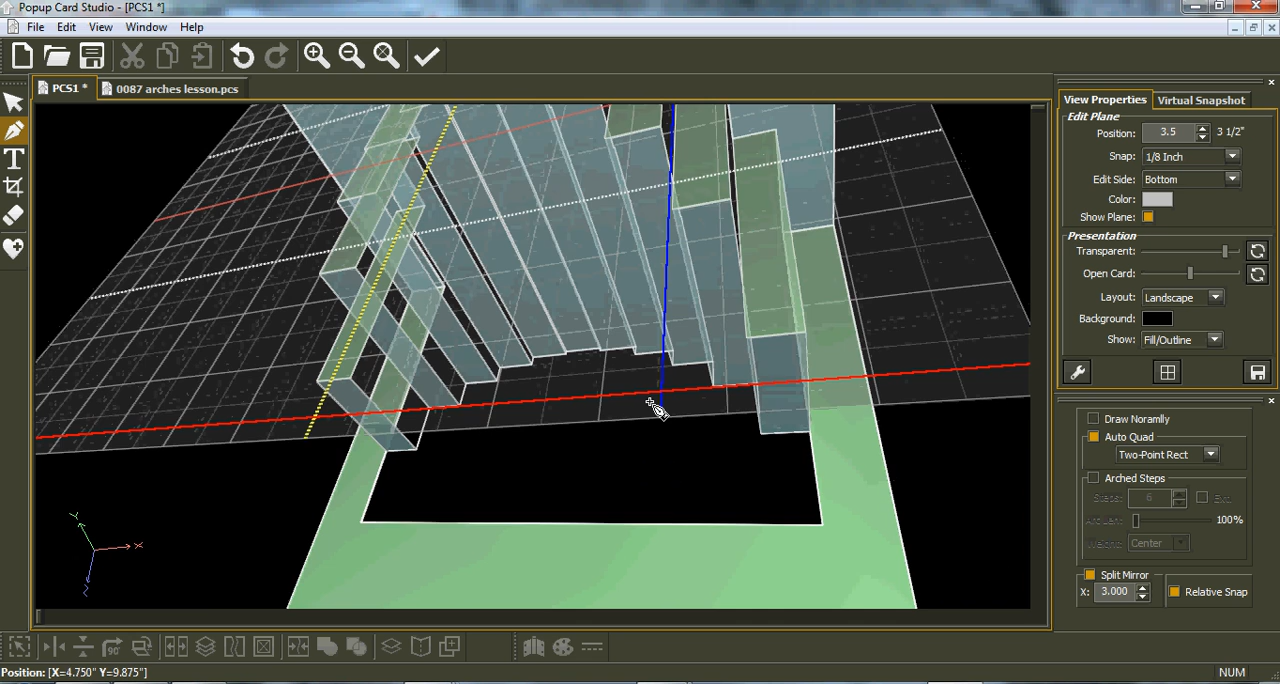 Popup Card Studio - [PCS1 *]
File Edit View Window Help
PCS1 * 0087 arches lesson.pcs
View Properties Virtual Snapshot
Edit Plane
Position: 3.5 3 1/2"
Snap: 1/8 Inch
Edit Side: Bottom
Color:
Show Plane:
Presentation
Transparent:
Open Card:
Layout: Landscape
Background:
Show: Fill/Outline
Draw Noramlly
Auto Quad
Two-Point Rect
Arched Steps
Steps: 6
100%
Center
Split Mirror
X: 3.000 Relative Snap
Y X
Z
T
90°
Position: [X=4.750" Y=9.875"] NUM